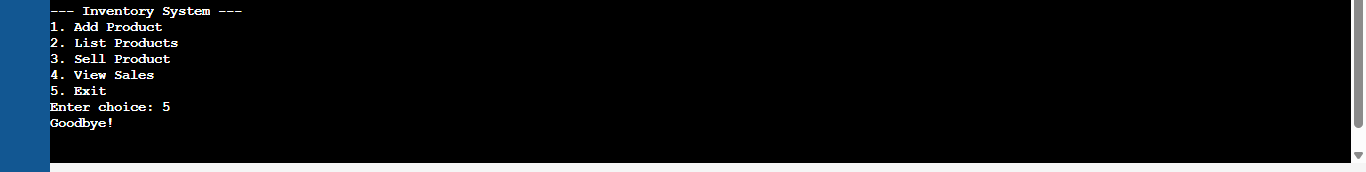 --- Inventory System ---
1. Add Product
2. List Products
3. Sell Product
4. View Sales
5. Exit
Enter choice: 5
Goodbye!